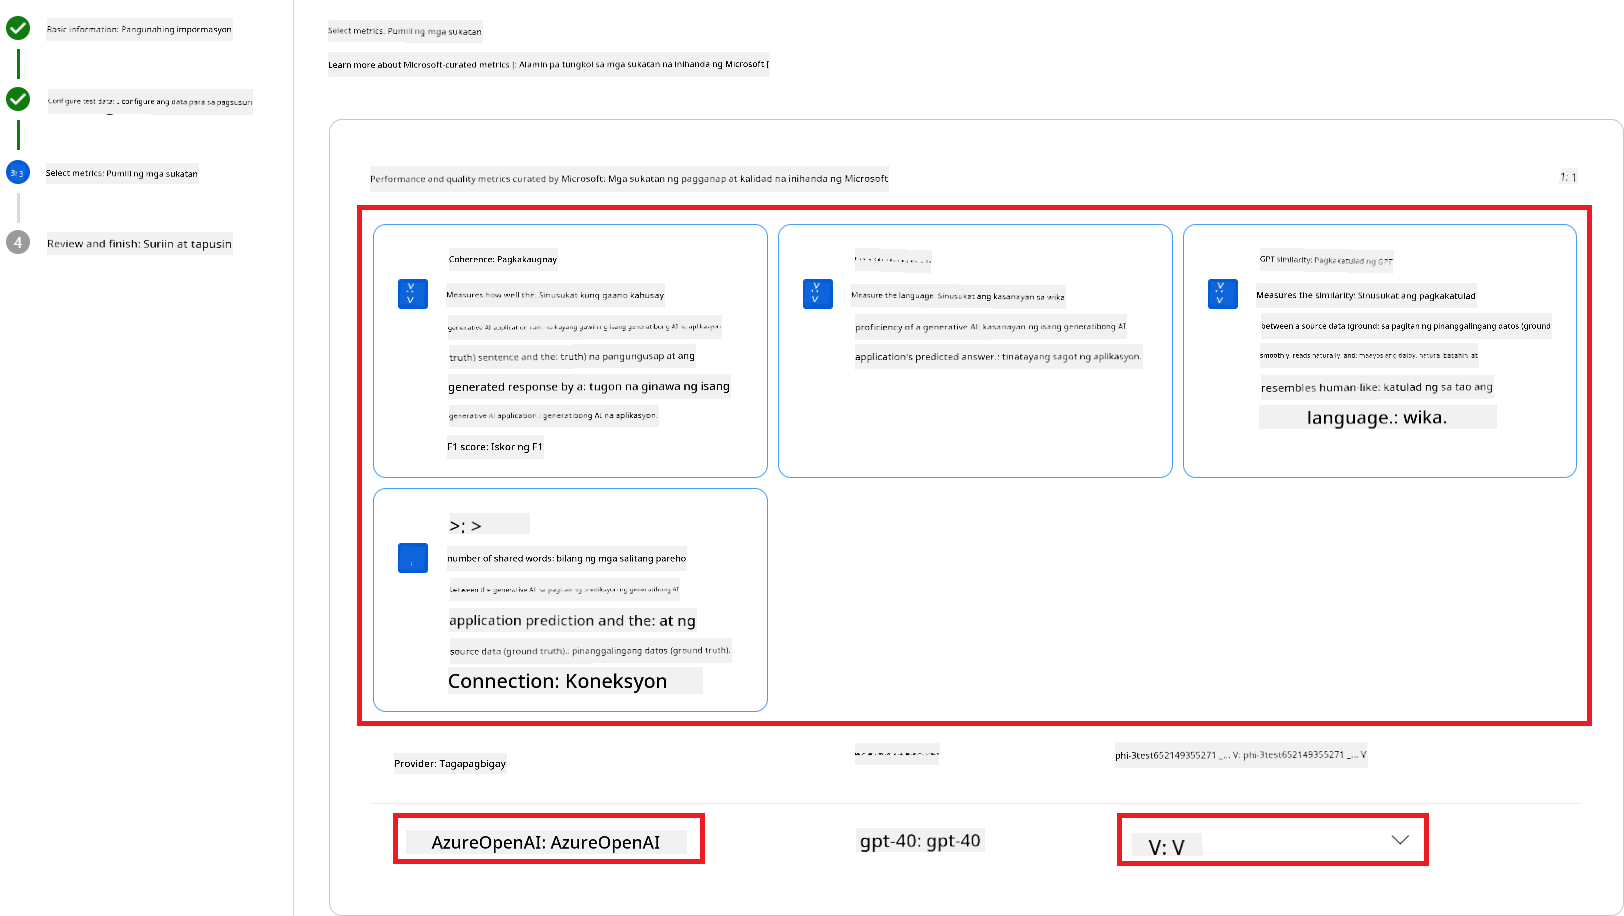 Basic information: Pangunahing impormasyon
Configure test data: I-configure ang data para sa pagsusuri
3: 3
Select metrics: Pumili ng mga sukatan
4
Review and finish: Suriin at tapusin
Select metrics: Pumili ng mga sukatan
Learn more about Microsoft-curated metrics [: Alamin pa tungkol sa mga sukatan na inihanda ng Microsoft [
Performance and quality metrics curated by Microsoft: Mga sukatan ng pagganap at kalidad na inihanda ng Microsoft
1: 1
Coherence: Pagkakaugnay
Measures how well the: Sinusukat kung gaano kahusay
generative AI application can: na kayang gawin ng isang generatibong AI na aplikasyon
truth) sentence and the: truth) na pangungusap at ang
generated response by a: tugon na ginawa ng isang
generative AI application.: generatibong AI na aplikasyon.
F1 score: Iskor ng F1
Measure the language: Sinusukat ang kasanayan sa wika
proficiency of a generative AI: kasanayan ng isang generatibong AI
application's predicted answer.: tinatayang sagot ng aplikasyon.
GPT similarity: Pagkakatulad ng GPT
Measures the similarity: Sinusukat ang pagkakatulad
between a source data (ground: sa pagitan ng pinanggalingang datos (ground
smoothly, reads naturally, and: maayos ang daloy, natural basahin, at
resembles human-like: katulad ng sa tao ang
language.: wika.
>: >
number of shared words: bilang ng mga salitang pareho
between the generative AI: sa pagitan ng prediksyon ng generatibong AI
application prediction and the: at ng
source data (ground truth).: pinanggalingang datos (ground truth).
Connection: Koneksyon
Provider: Tagapagbigay
phi-3test652149355271_... V: phi-3test652149355271_... V
AzureOpenAI: AzureOpenAI
gpt-40: gpt-40
V: V